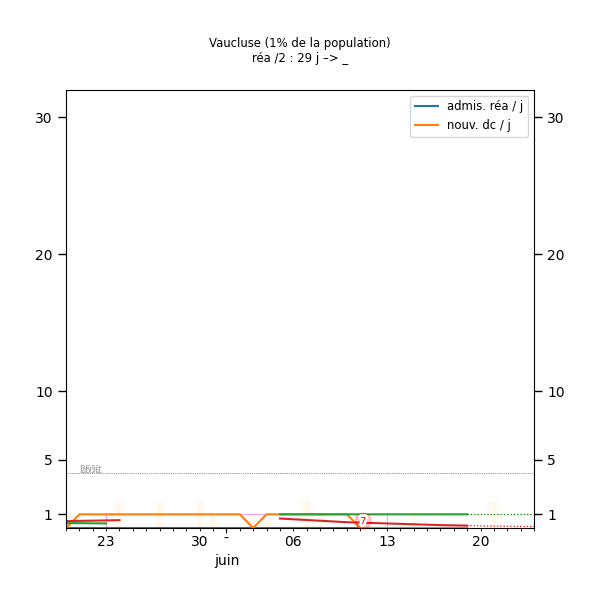 Vaucluse (1% de la population)
réa /2 : 29 j –> _
admis. réa / j
nouv. dc / j
30 30
20 20
10 10
5 5
1 1
7
23 30 - 06 13 20
juin